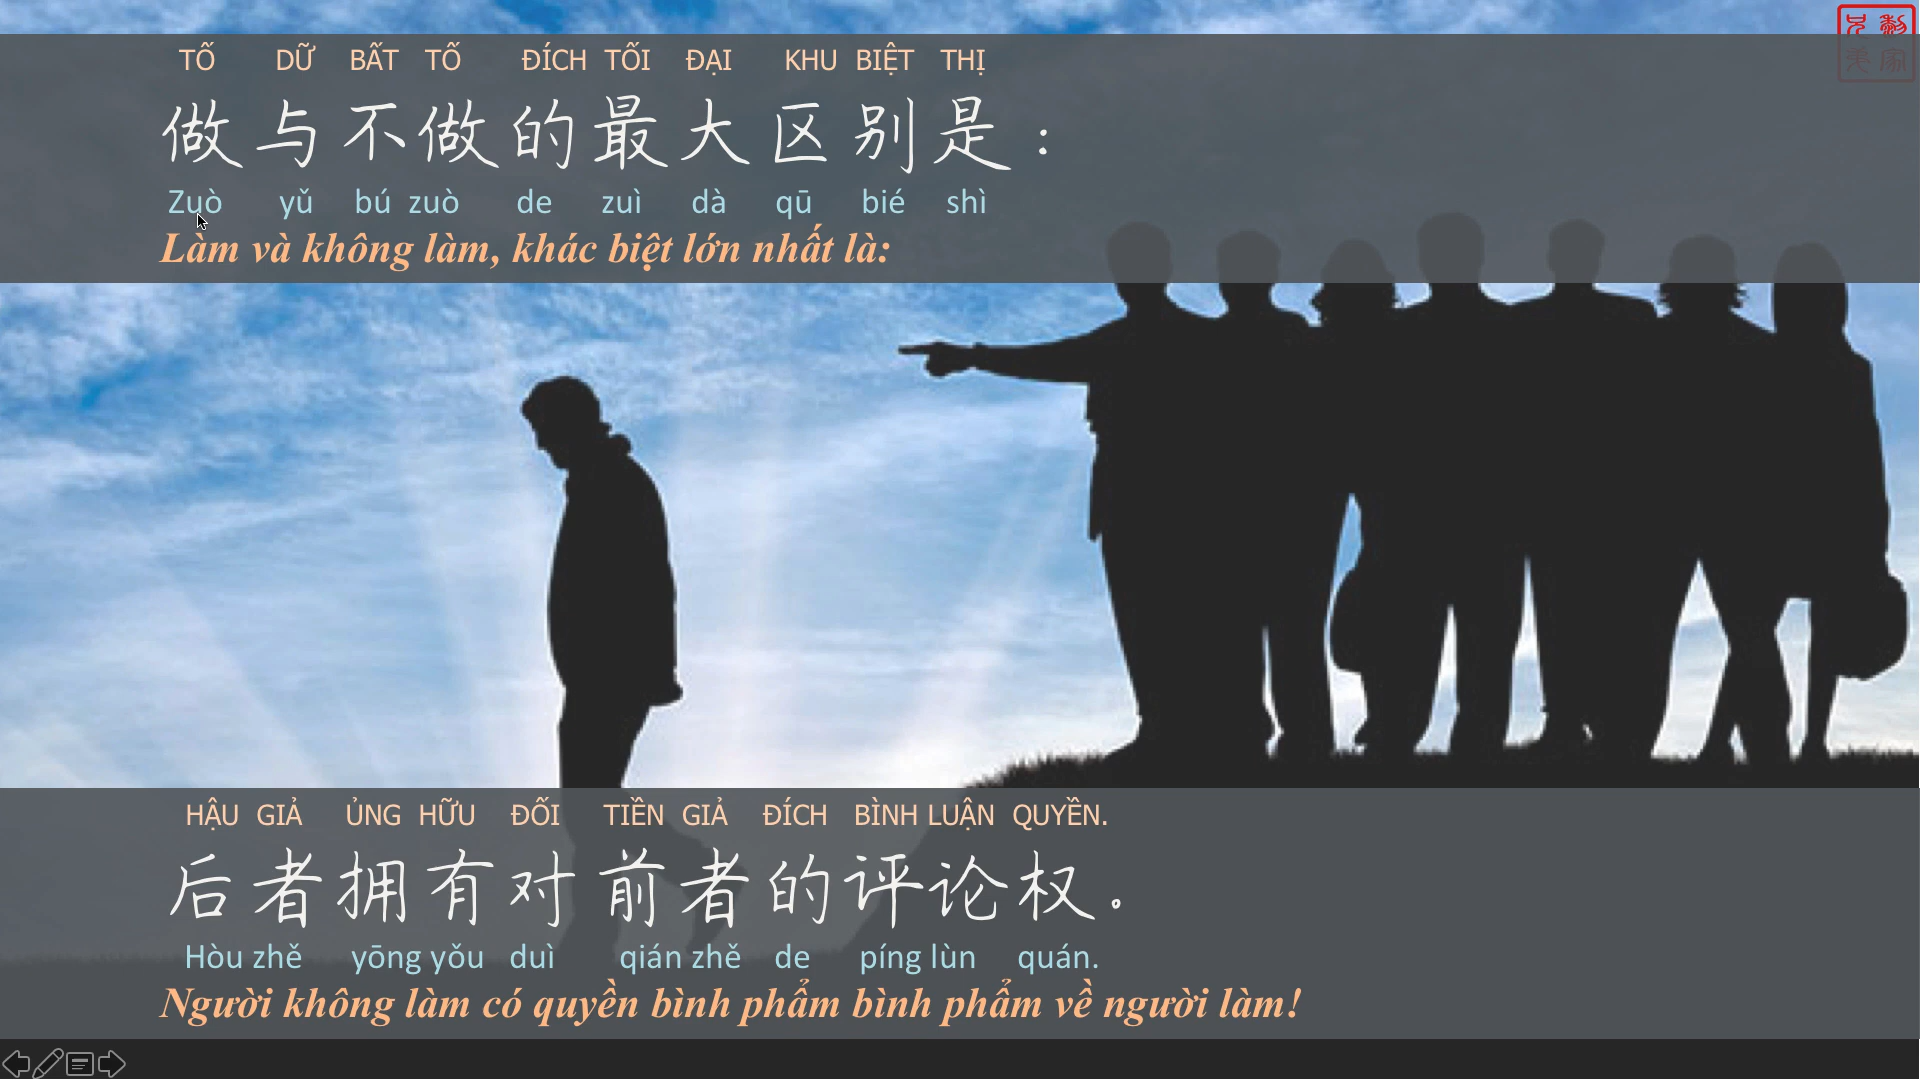 TỐ DỮ BẤT TỐ ĐÍCH TỐI ĐẠI KHU BIỆT THỊ
做与不做的最大区别是：
Zuò yǔ bú zuò de zuì dà qū bié shì
Làm và không làm, khác biệt lớn nhất là:
HẬU GIẢ ỦNG HỮU ĐỐI TIỀN GIẢ ĐÍCH BÌNH LUẬN QUYỀN.
后者拥有对前者的评论权。
Hòu zhě yōng yǒu duì qián zhě de píng lùn quán.
Người không làm có quyền bình phẩm bình phẩm về người làm!